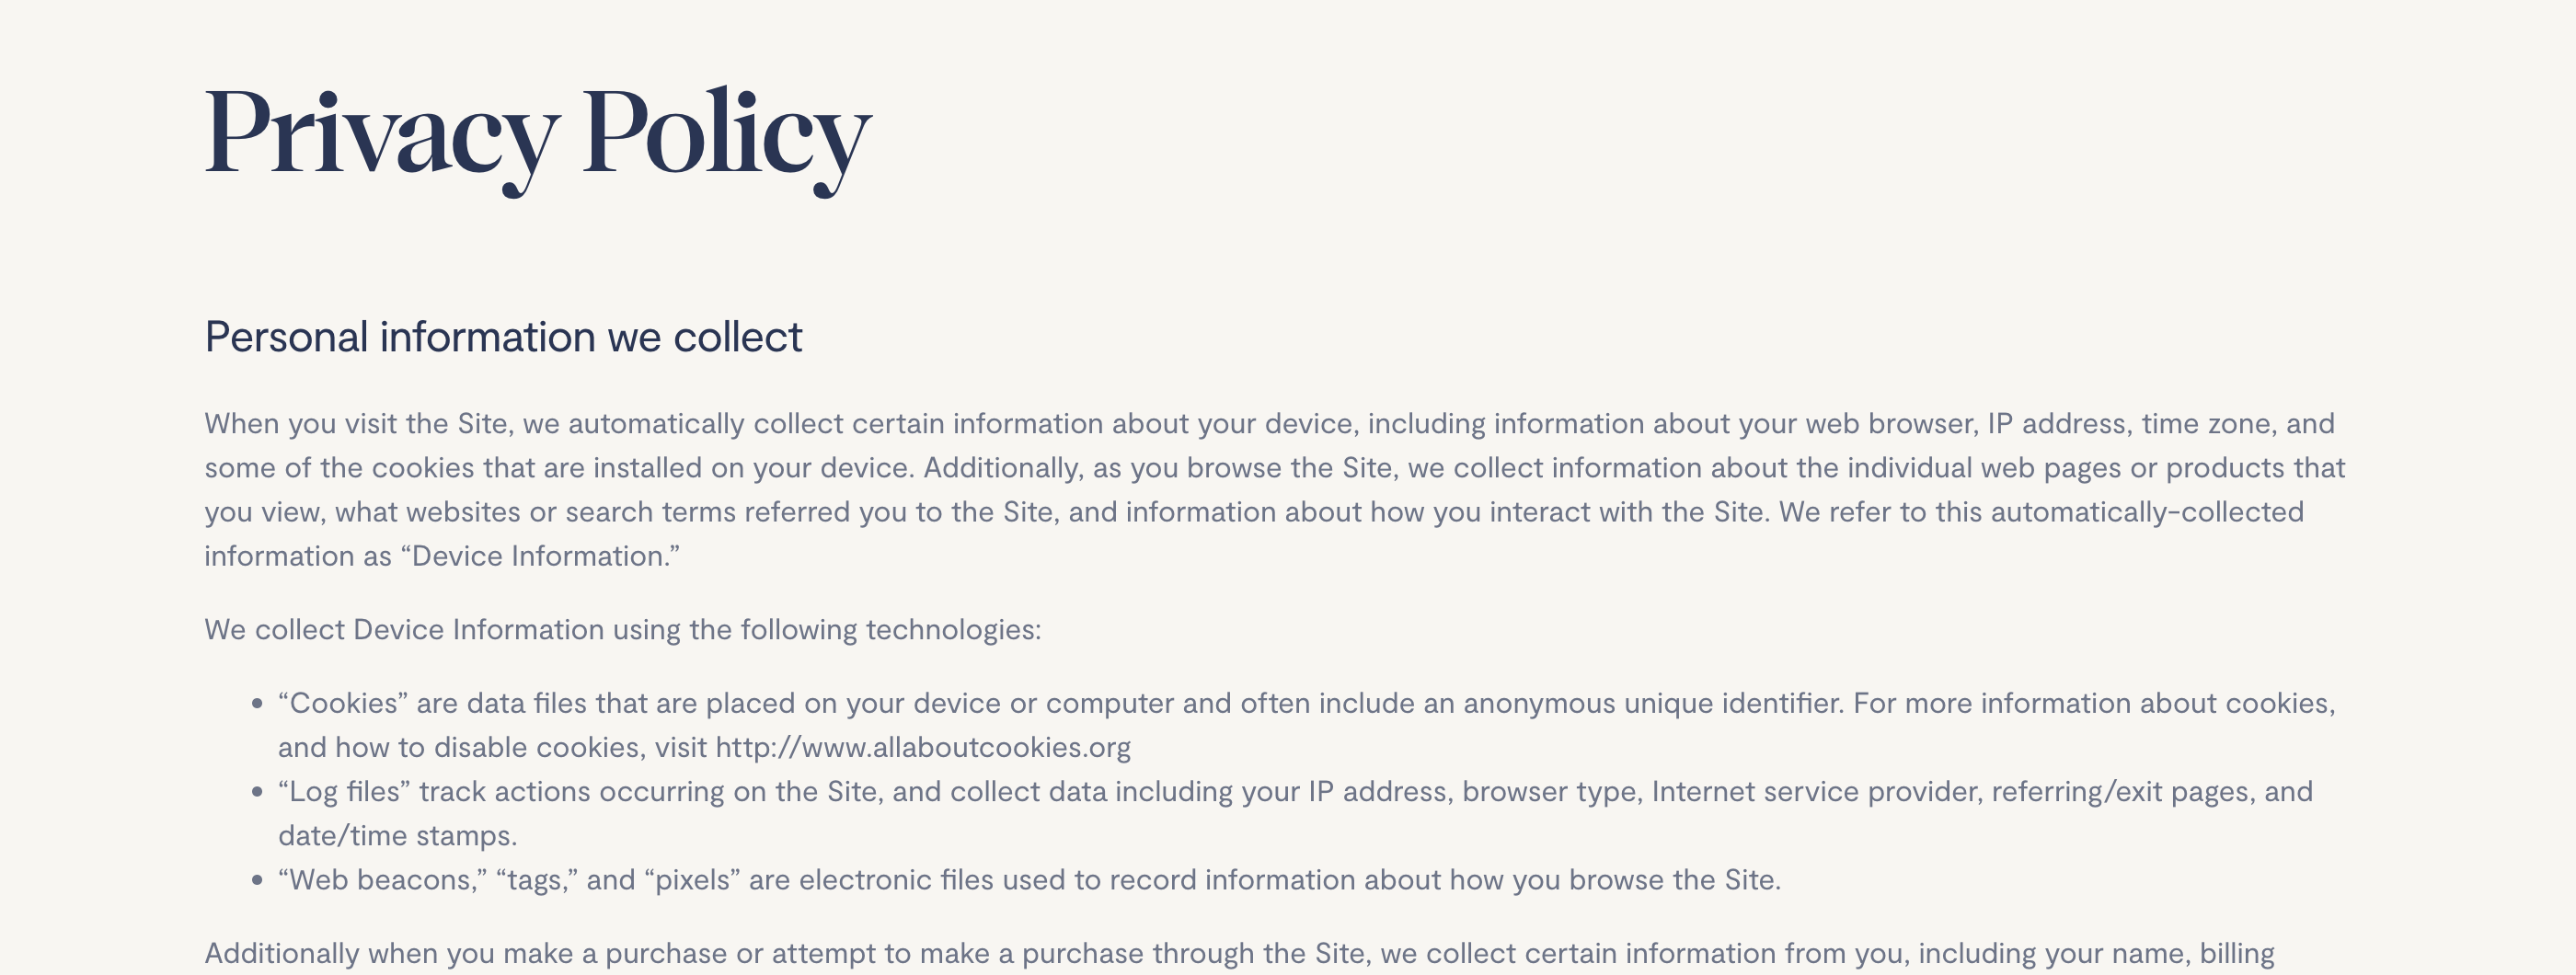 Privacy Policy
Personal information we collect
When you visit the Site, we automatically collect certain information about your device, including information about your web browser, IP address, time zone, and
some of the cookies that are installed on your device. Additionally, as you browse the Site, we collect information about the individual web pages or products that
you view, what websites or search terms referred you to the Site, and information about how you interact with the Site. We refer to this automatically-collected
information as “Device Information.”
We collect Device Information using the following technologies:
• “Cookies” are data files that are placed on your device or computer and often include an anonymous unique identifier. For more information about cookies,
and how to disable cookies, visit http://www.allaboutcookies.org
• “Log files” track actions occurring on the Site, and collect data including your IP address, browser type, Internet service provider, referring/exit pages, and
date/time stamps.
• “Web beacons,” “tags,” and “pixels” are electronic files used to record information about how you browse the Site.
Additionally when you make a purchase or attempt to make a purchase through the Site, we collect certain information from you, including your name, billing